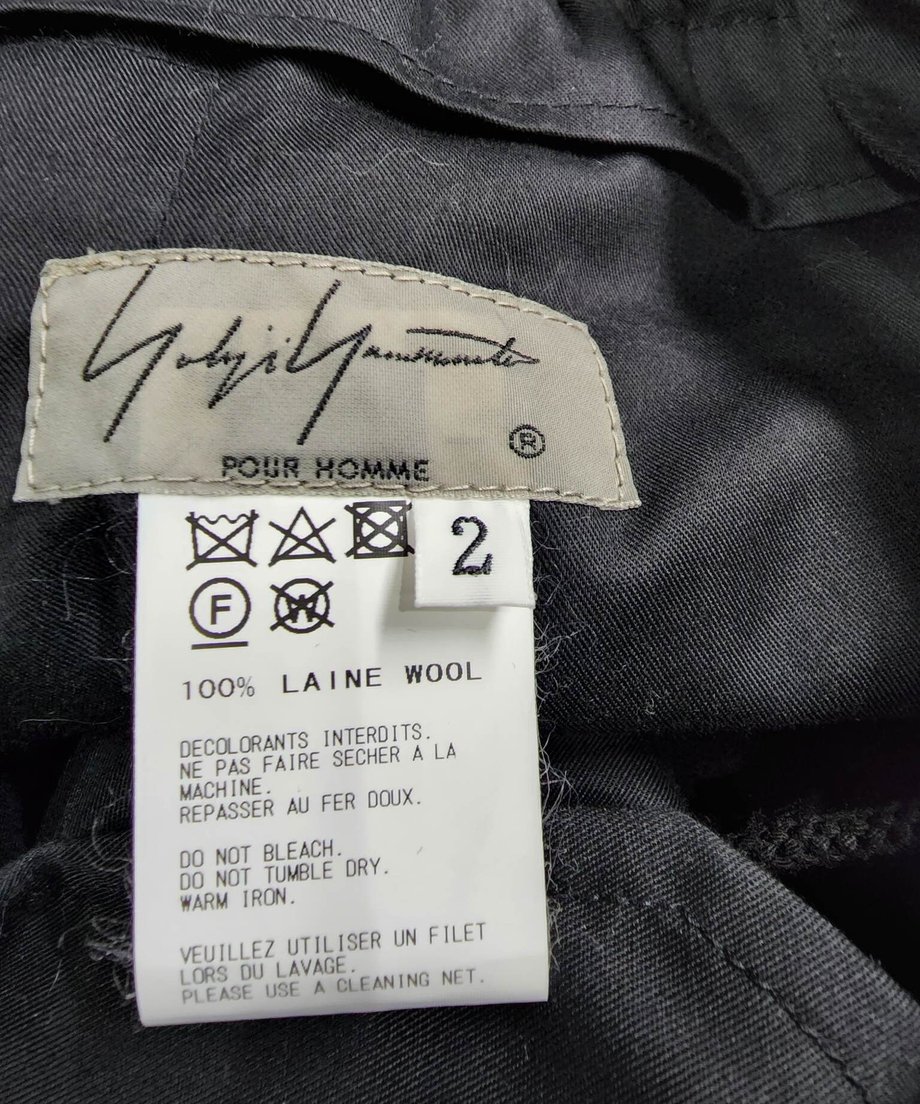 Yohji Yamamoto
®
POUR HOMME
2
F
W
100% LAINE WOOL
DECOLORANTS INTERDITS.
NE PAS FAIRE SECHER A LA
MACHINE.
REPASSER AU FER DOUX.
DO NOT BLEACH.
DO NOT TUMBLE DRY.
WARM IRON.
VEUILLEZ UTILISER UN FILET
LORS DU LAVAGE.
PLEASE USE A CLEANING NET.